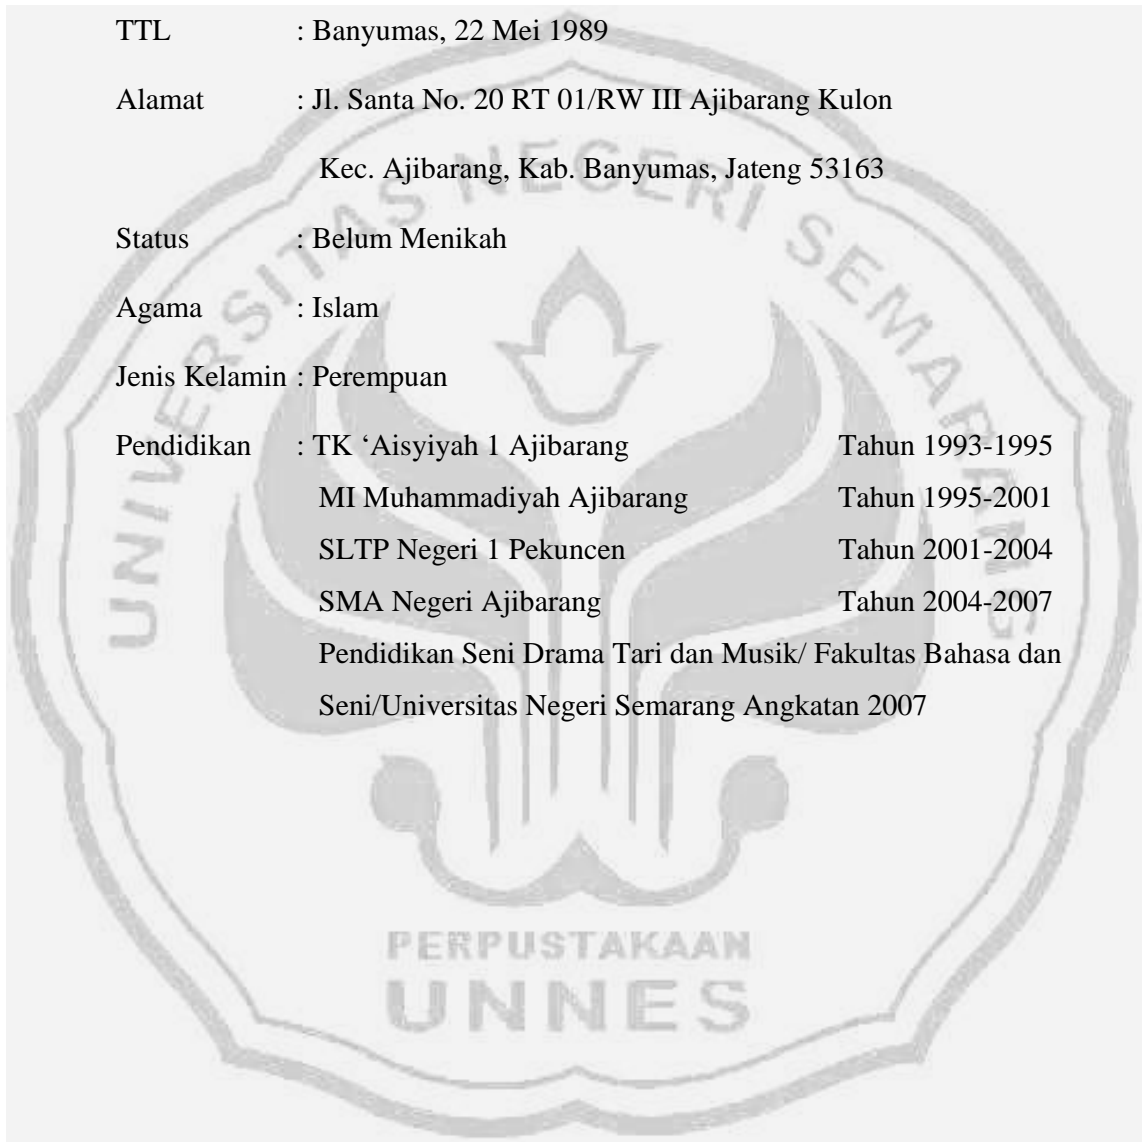 TTL : Banyumas, 22 Mei 1989
Alamat : Jl. Santa No. 20 RT 01/RW III Ajibarang Kulon
Kec. Ajibarang, Kab. Banyumas, Jateng 53163
Status : Belum Menikah
Agama : Islam
Jenis Kelamin : Perempuan
Pendidikan : TK ‘Aisyiyah 1 Ajibarang Tahun 1993-1995
MI Muhammadiyah Ajibarang Tahun 1995-2001
SLTP Negeri 1 Pekuncen Tahun 2001-2004
SMA Negeri Ajibarang Tahun 2004-2007
Pendidikan Seni Drama Tari dan Musik/ Fakultas Bahasa dan
Seni/Universitas Negeri Semarang Angkatan 2007
UNIVERSITAS NEGERI SEMARANG
PERPUSTAKAAN
UNNES